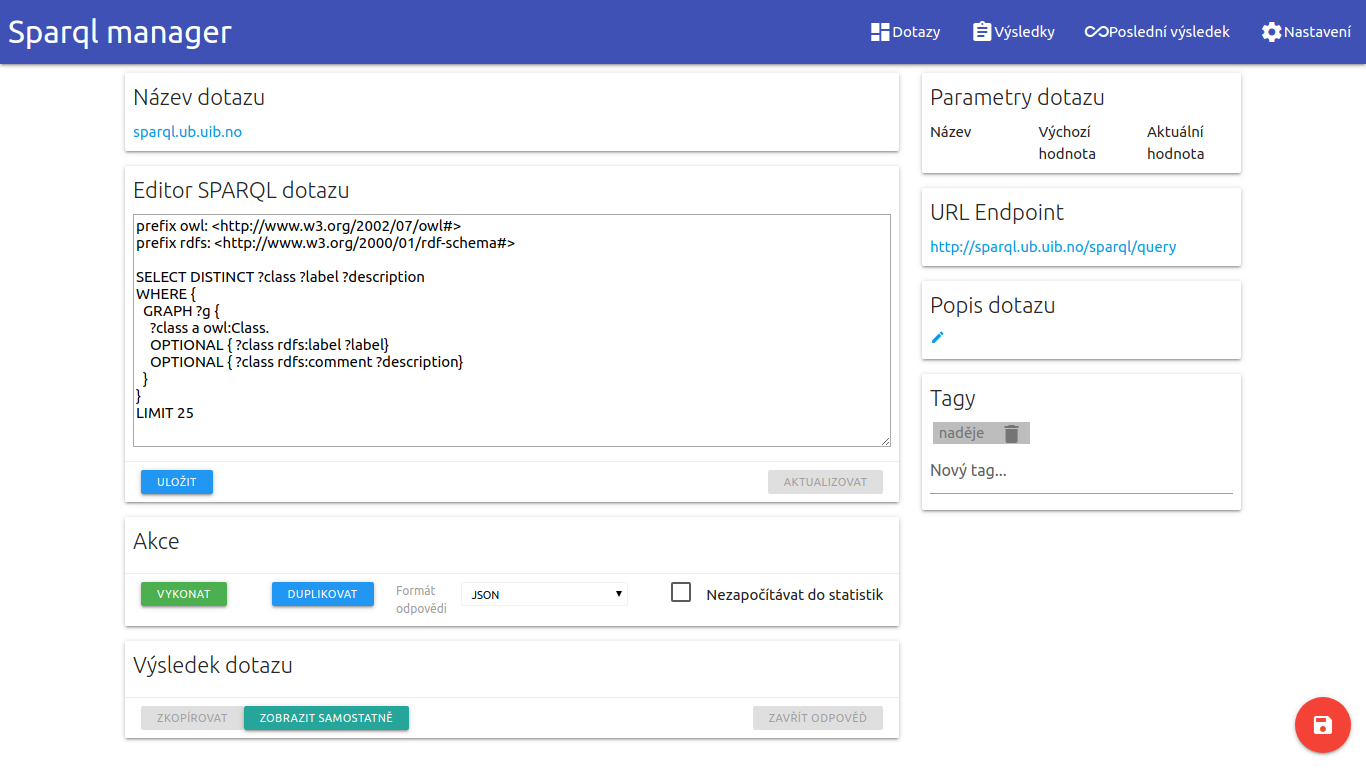 Sparql manager
Dotazy
Výsledky
Poslední výsledek
Nastavení
Název dotazu
sparql.ub.uib.no
Editor SPARQL dotazu
prefix owl: <http://www.w3.org/2002/07/owl#>
prefix rdfs: <http://www.w3.org/2000/01/rdf-schema#>
SELECT DISTINCT ?class ?label ?description
WHERE {
GRAPH ?g {
?class a owl:Class.
OPTIONAL { ?class rdfs:label ?label}
OPTIONAL { ?class rdfs:comment ?description}
}
}
LIMIT 25
ULOŽIT
AKTUALIZOVAT
Akce
VYKONAT
DUPLIKOVAT
Formát
odpovědi
JSON
Nezapočítávat do statistik
Výsledek dotazu
ZKOPÍROVAT
ZOBRAZIT SAMOSTATNĚ
ZAVŘÍT ODPOVĚĎ
Parametry dotazu
Název
Výchozí
hodnota
Aktuální
hodnota
URL Endpoint
http://sparql.ub.uib.no/sparql/query
Popis dotazu
Tagy
naděje
Nový tag...